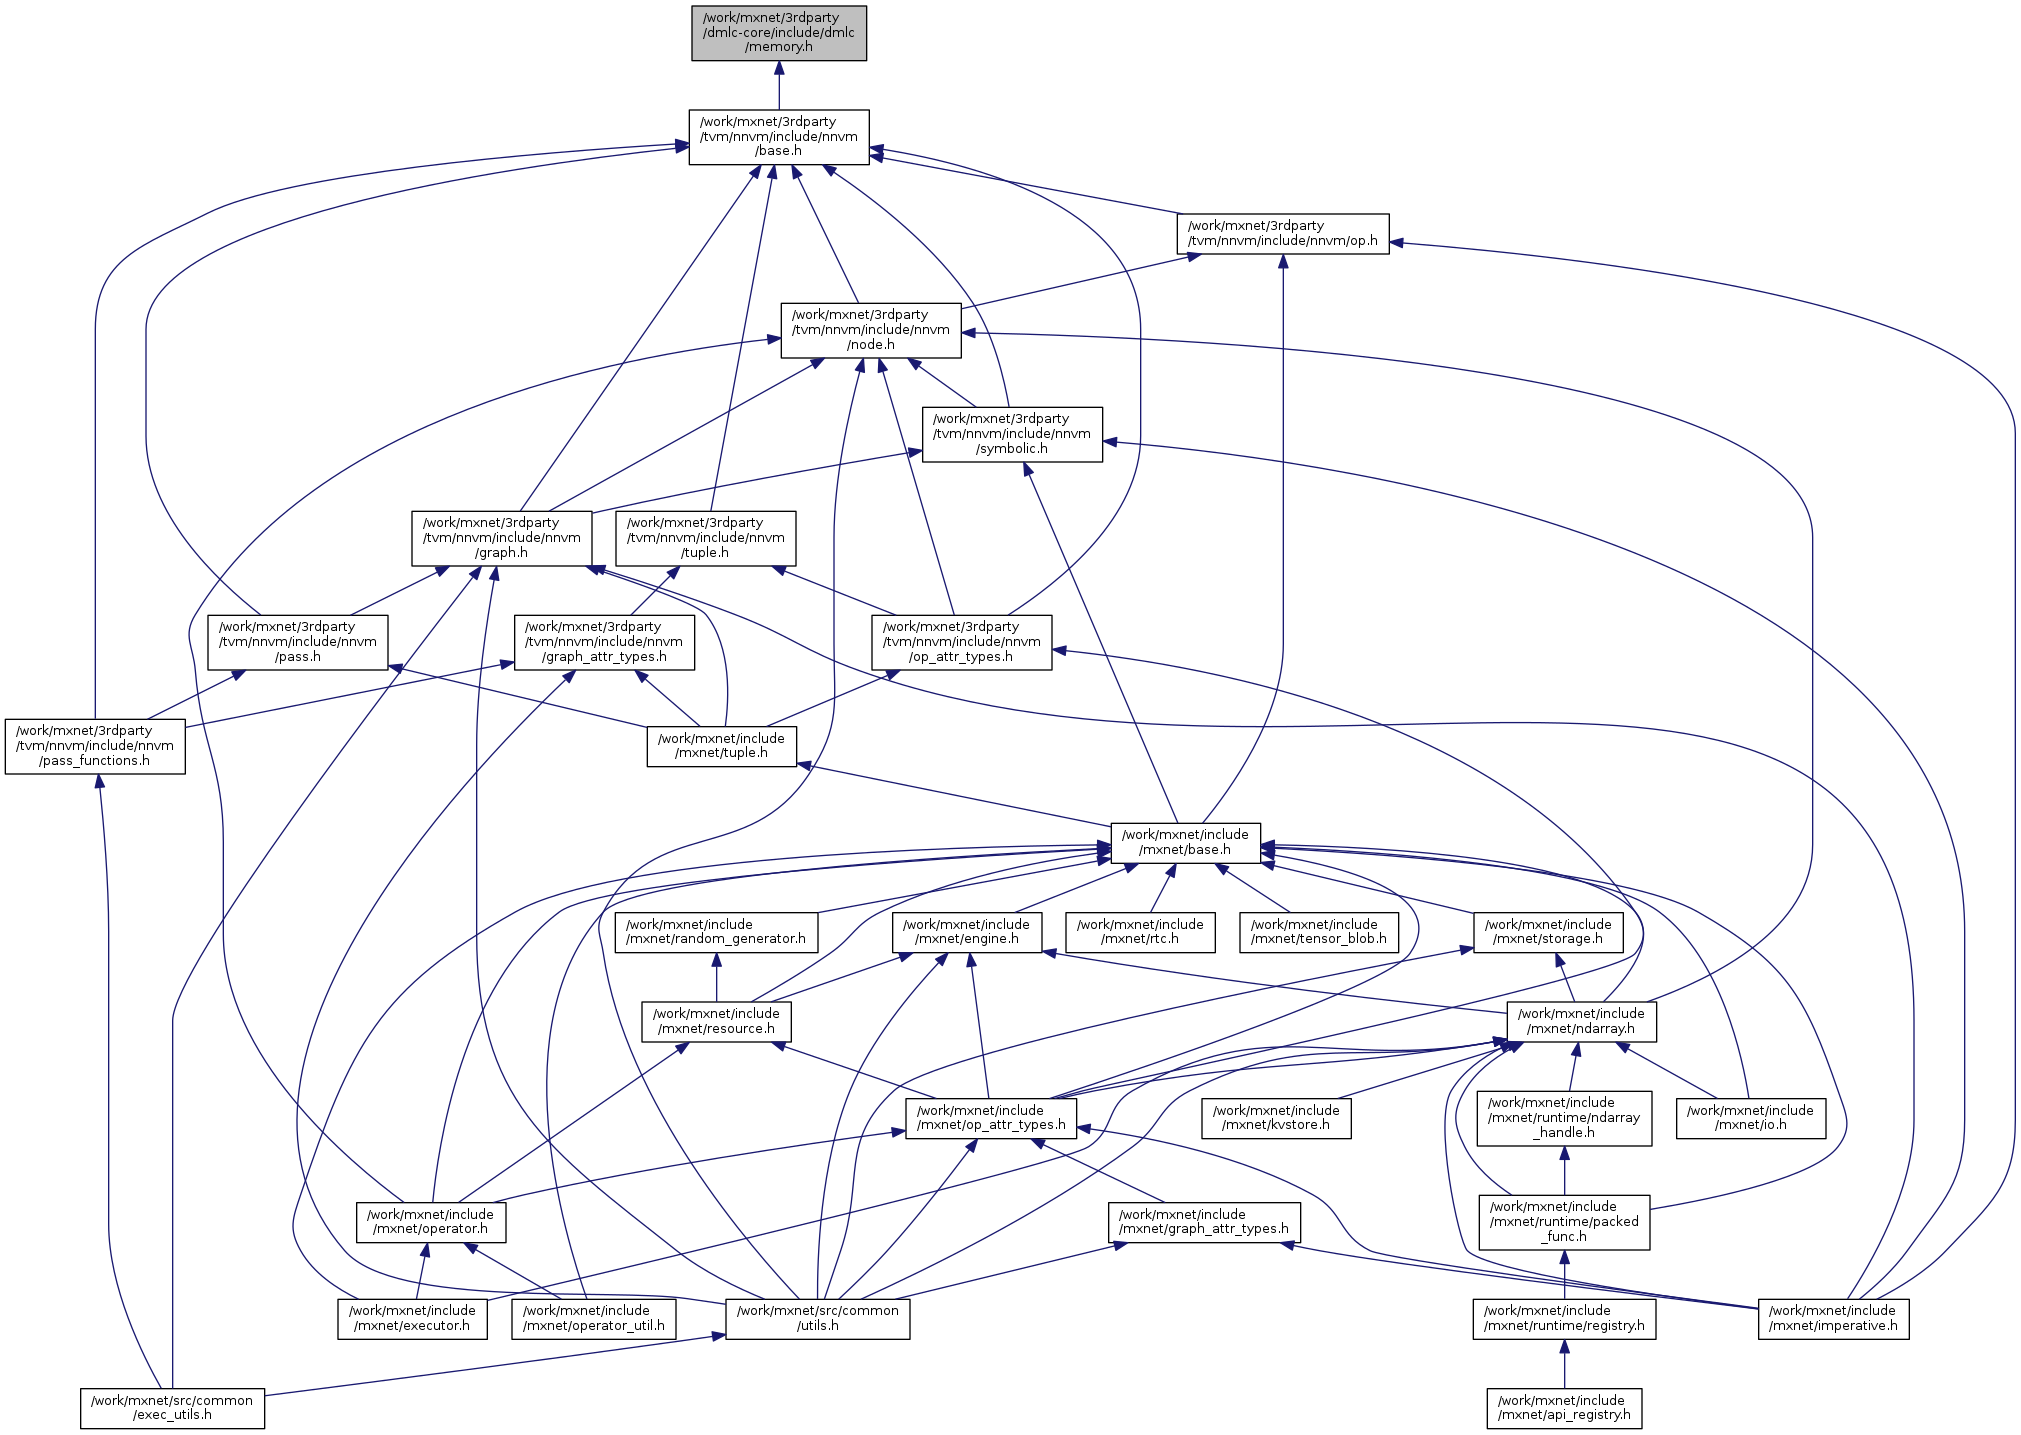 /work/mxnet/3rdparty
/dmlc-core/include/dmlc
/memory.h
/work/mxnet/3rdparty
/tvm/nnvm/include/nnvm
/base.h
/work/mxnet/3rdparty
/tvm/nnvm/include/nnvm/op.h
/work/mxnet/3rdparty
/tvm/nnvm/include/nnvm
/node.h
/work/mxnet/3rdparty
/tvm/nnvm/include/nnvm
/symbolic.h
/work/mxnet/3rdparty
/tvm/nnvm/include/nnvm
/graph.h
/work/mxnet/3rdparty
/tvm/nnvm/include/nnvm
/tuple.h
/work/mxnet/3rdparty
/tvm/nnvm/include/nnvm
/pass.h
/work/mxnet/3rdparty
/tvm/nnvm/include/nnvm
/graph_attr_types.h
/work/mxnet/3rdparty
/tvm/nnvm/include/nnvm
/op_attr_types.h
/work/mxnet/3rdparty
/tvm/nnvm/include/nnvm
/pass_functions.h
/work/mxnet/include
/mxnet/tuple.h
/work/mxnet/include
/mxnet/base.h
/work/mxnet/include
/mxnet/random_generator.h
/work/mxnet/include
/mxnet/engine.h
/work/mxnet/include
/mxnet/rtc.h
/work/mxnet/include
/mxnet/tensor_blob.h
/work/mxnet/include
/mxnet/storage.h
/work/mxnet/include
/mxnet/resource.h
/work/mxnet/include
/mxnet/ndarray.h
/work/mxnet/include
/mxnet/op_attr_types.h
/work/mxnet/include
/mxnet/kvstore.h
/work/mxnet/include
/mxnet/runtime/ndarray
_handle.h
/work/mxnet/include
/mxnet/io.h
/work/mxnet/include
/mxnet/operator.h
/work/mxnet/include
/mxnet/graph_attr_types.h
/work/mxnet/include
/mxnet/runtime/packed
_func.h
/work/mxnet/include
/mxnet/executor.h
/work/mxnet/include
/mxnet/operator_util.h
/work/mxnet/src/common
/utils.h
/work/mxnet/include
/mxnet/runtime/registry.h
/work/mxnet/include
/mxnet/imperative.h
/work/mxnet/src/common
/exec_utils.h
/work/mxnet/include
/mxnet/api_registry.h